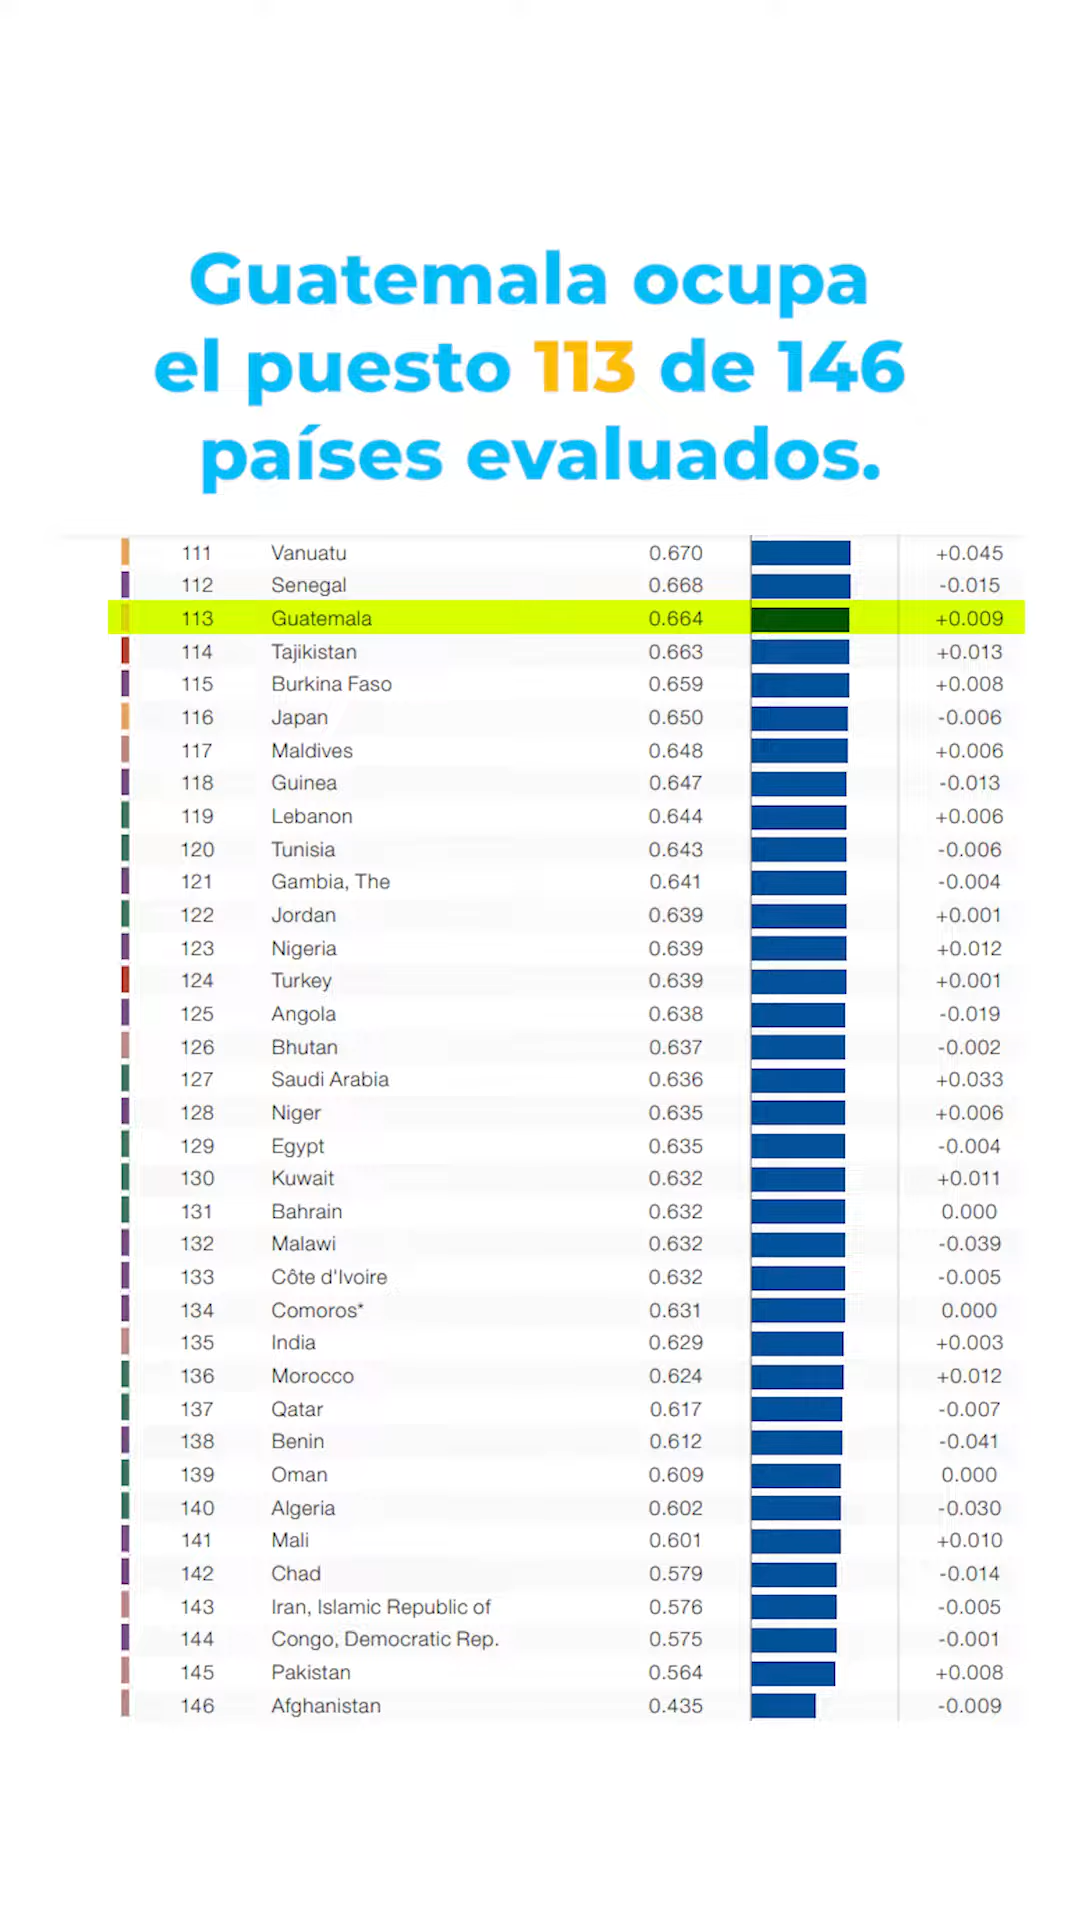 Guatemala ocupa
el puesto 113 de 146
países evaluados.
111 Vanuatu 0.670 +0.045
112 Senegal 0.668 -0.015
113 Guatemala 0.664 +0.009
114 Tajikistan 0.663 +0.013
115 Burkina Faso 0.659 +0.008
116 Japan 0.650 -0.006
117 Maldives 0.648 +0.006
118 Guinea 0.647 -0.013
119 Lebanon 0.644 +0.006
120 Tunisia 0.643 -0.006
121 Gambia, The 0.641 -0.004
122 Jordan 0.639 +0.001
123 Nigeria 0.639 +0.012
124 Turkey 0.639 +0.001
125 Angola 0.638 -0.019
126 Bhutan 0.637 -0.002
127 Saudi Arabia 0.636 +0.033
128 Niger 0.635 +0.006
129 Egypt 0.635 -0.004
130 Kuwait 0.632 +0.011
131 Bahrain 0.632 0.000
132 Malawi 0.632 -0.039
133 Côte d'Ivoire 0.632 -0.005
134 Comoros* 0.631 0.000
135 India 0.629 +0.003
136 Morocco 0.624 +0.012
137 Qatar 0.617 -0.007
138 Benin 0.612 -0.041
139 Oman 0.609 0.000
140 Algeria 0.602 -0.030
141 Mali 0.601 +0.010
142 Chad 0.579 -0.014
143 Iran, Islamic Republic of 0.576 -0.005
144 Congo, Democratic Rep. 0.575 -0.001
145 Pakistan 0.564 +0.008
146 Afghanistan 0.435 -0.009